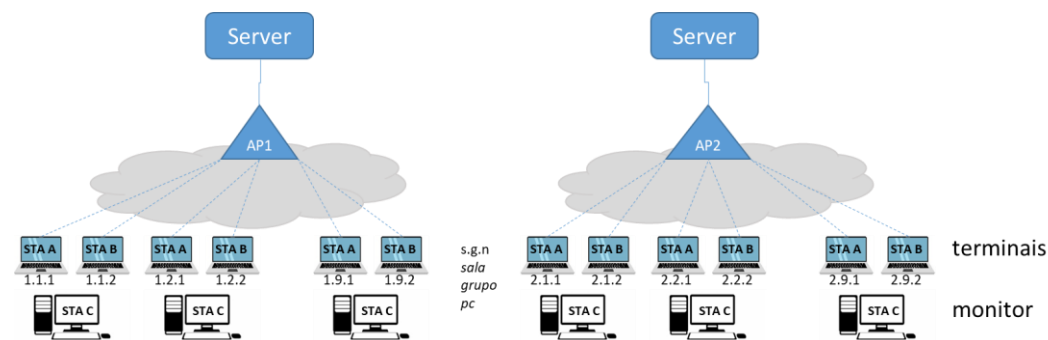 Server Server
AP1 AP2
STA A STA B STA A STA B STA A STA B STA A STA B STA A STA B STA A STA B terminais
1.1.1 1.1.2 1.2.1 1.2.2 1.9.1 1.9.2 s.g.n 2.1.1 2.1.2 2.2.1 2.2.2 2.9.1 2.9.2
sala
grupo
pc
STA C STA C STA C STA C STA C STA C monitor